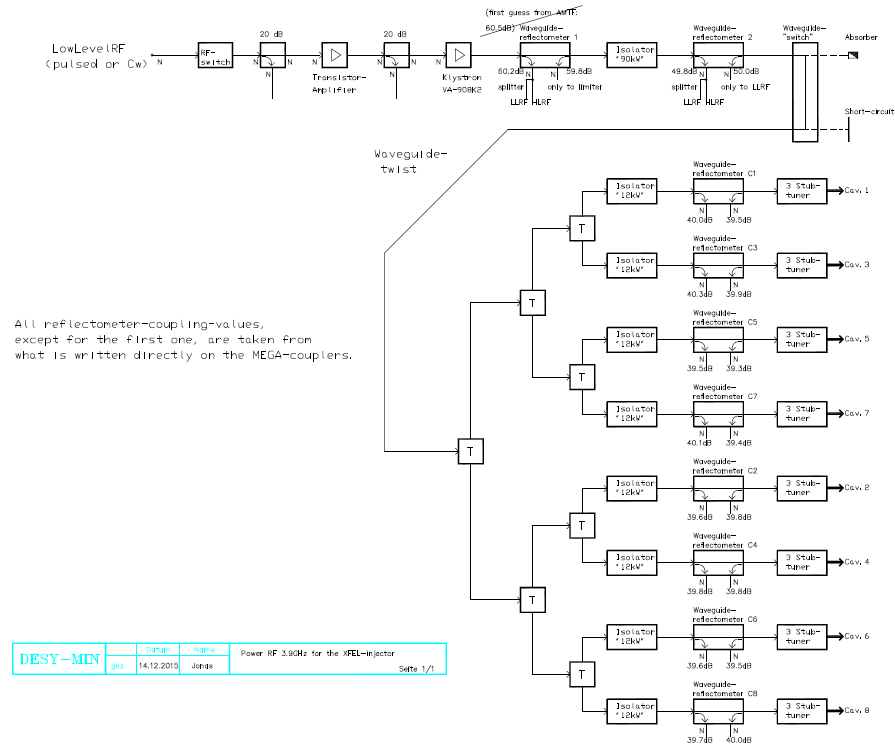 (first guess from AMTF:
60.5dB)
LowLevelRF
(pulsed or Cw)
N
RF-
switch
20 dB
N N
N
Transistor-
Amplifier
20 dB
N N
N
Klystron
VA-908K2
Waveguide-
reflectometer 1
60.2dB N N 59.8dB
splitter only to limiter
LLRF HLRF
Isolator
"90kW"
Waveguide-
reflectometer 2
49.8dB N N 50.0dB
splitter only to LLRF
LLRF HLRF
Waveguide-
"switch"
Absorber
Short-circuit
Waveguide-
twist
T
T
T
T
T
T
T
Isolator
"12kW"
Waveguide-
reflectometer C1
N N
40.0dB 39.5dB
3 Stub-
tuner
Cav. 1
Isolator
"12kW"
Waveguide-
reflectometer C3
N N
40.3dB 39.9dB
3 Stub-
tuner
Cav. 3
Isolator
"12kW"
Waveguide-
reflectometer C5
N N
39.5dB 39.3dB
3 Stub-
tuner
Cav. 5
Isolator
"12kW"
Waveguide-
reflectometer C7
N N
40.1dB 39.4dB
3 Stub-
tuner
Cav. 7
Isolator
"12kW"
Waveguide-
reflectometer C2
N N
39.6dB 39.8dB
3 Stub-
tuner
Cav. 2
Isolator
"12kW"
Waveguide-
reflectometer C4
N N
39.8dB 39.8dB
3 Stub-
tuner
Cav. 4
Isolator
"12kW"
Waveguide-
reflectometer C6
N N
39.6dB 39.5dB
3 Stub-
tuner
Cav. 6
Isolator
"12kW"
Waveguide-
reflectometer C8
N N
39.7dB 40.0dB
3 Stub-
tuner
Cav. 8
All reflectometer-coupling-values,
except for the first one, are taken from
what is written directly on the MEGA-couplers.
DESY-MIN
Datum Name
gez. 14.12.2015 Jonas
Power RF 3.9GHz for the XFEL-injector
Seite 1/1